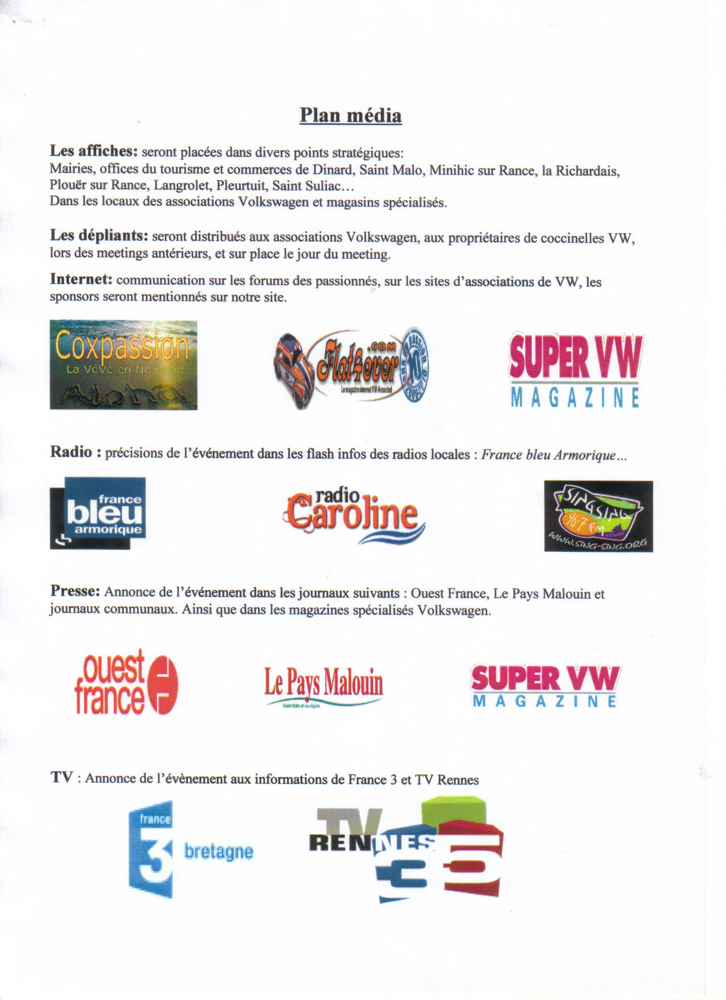 Plan média
Les affiches: seront placées dans divers points stratégiques:
Mairies, offices du tourisme et commerces de Dinard, Saint Malo, Minihic sur Rance, la Richardais,
Plouër sur Rance, Langrolet, Pleurtuit, Saint Suliac…
Dans les locaux des associations Volkswagen et magasins spécialisés.
Les dépliants: seront distribués aux associations Volkswagen, aux propriétaires de coccinelles VW,
lors des meetings antérieurs, et sur place le jour du meeting.
Internet: communication sur les forums des passionnés, sur les sites d’associations de VW, les
sponsors seront mentionnés sur notre site.
Coxpassion
La VéVé en No Limit
Aloha
Flat4ever.com
Le magazine internet VW Aircooled
10
SUPER VW
MAGAZINE
Radio : précisions de l’événement dans les flash infos des radios locales : France bleu Armorique…
france
bleu
armorique
radio
Caroline
SING SING
96.7 FM
WWW.SING-SING.ORG
Presse: Annonce de l’événement dans les journaux suivants : Ouest France, Le Pays Malouin et
journaux communaux. Ainsi que dans les magazines spécialisés Volkswagen.
ouest
france
Le Pays Malouin
Saint-Malo et sa région
SUPER VW
MAGAZINE
TV : Annonce de l’évènement aux informations de France 3 et TV Rennes
france
3
bretagne
TV
RENNES
35